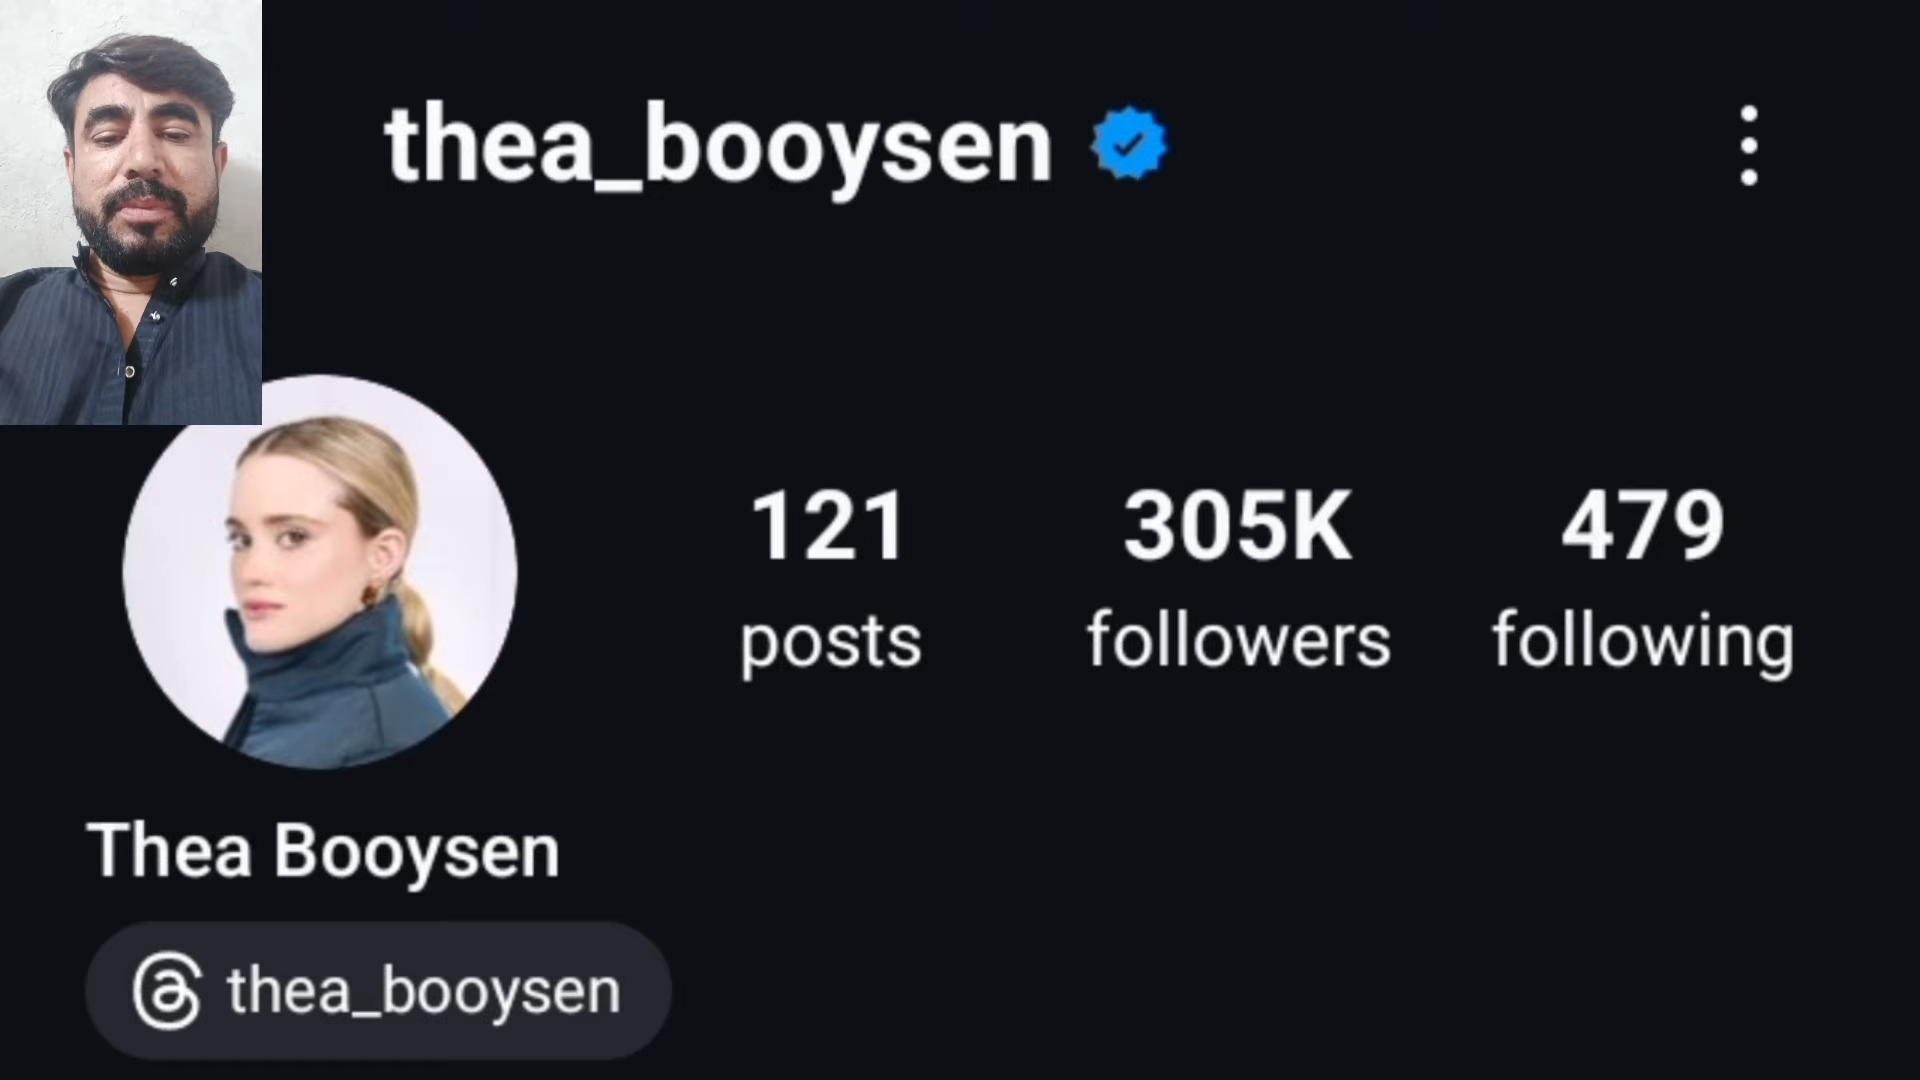 thea_booysen
121 305K 479
posts followers following
Thea Booysen
thea_booysen